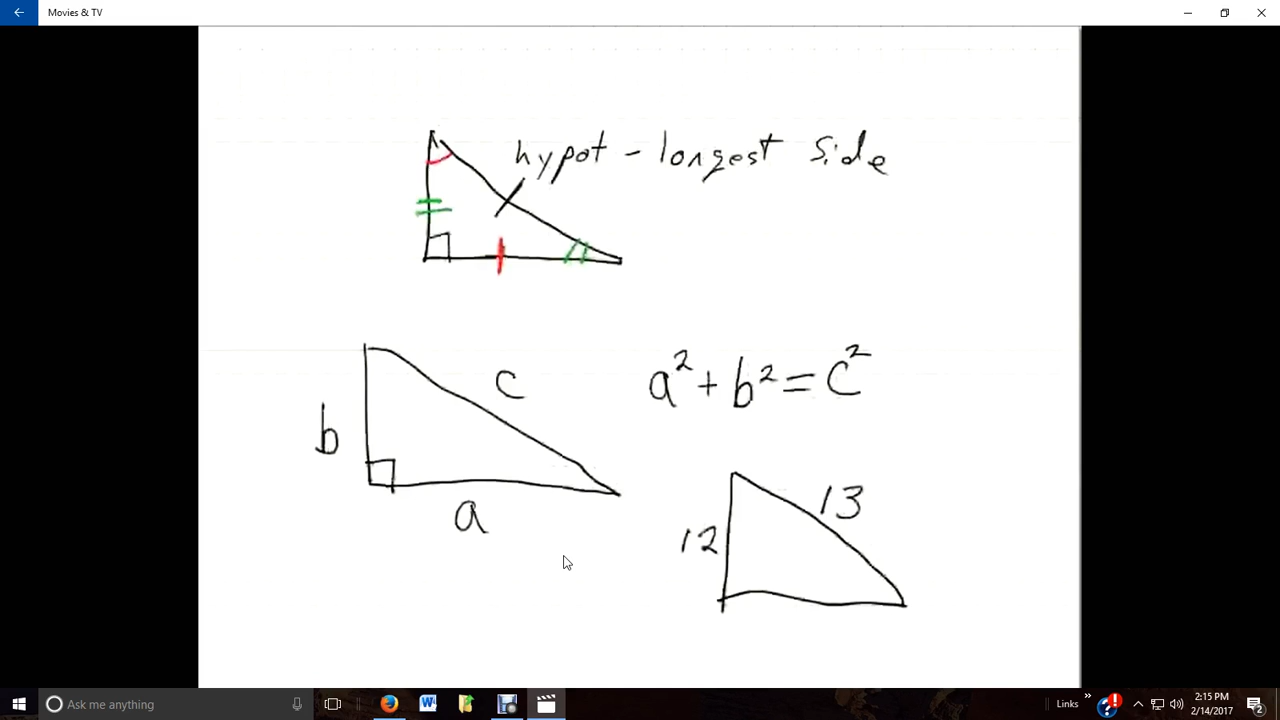 Movies & TV
hypot - longest side
c
a² + b² = c²
b
a
13
12
Ask me anything
Links
»
2:15 PM
2/14/2017
2